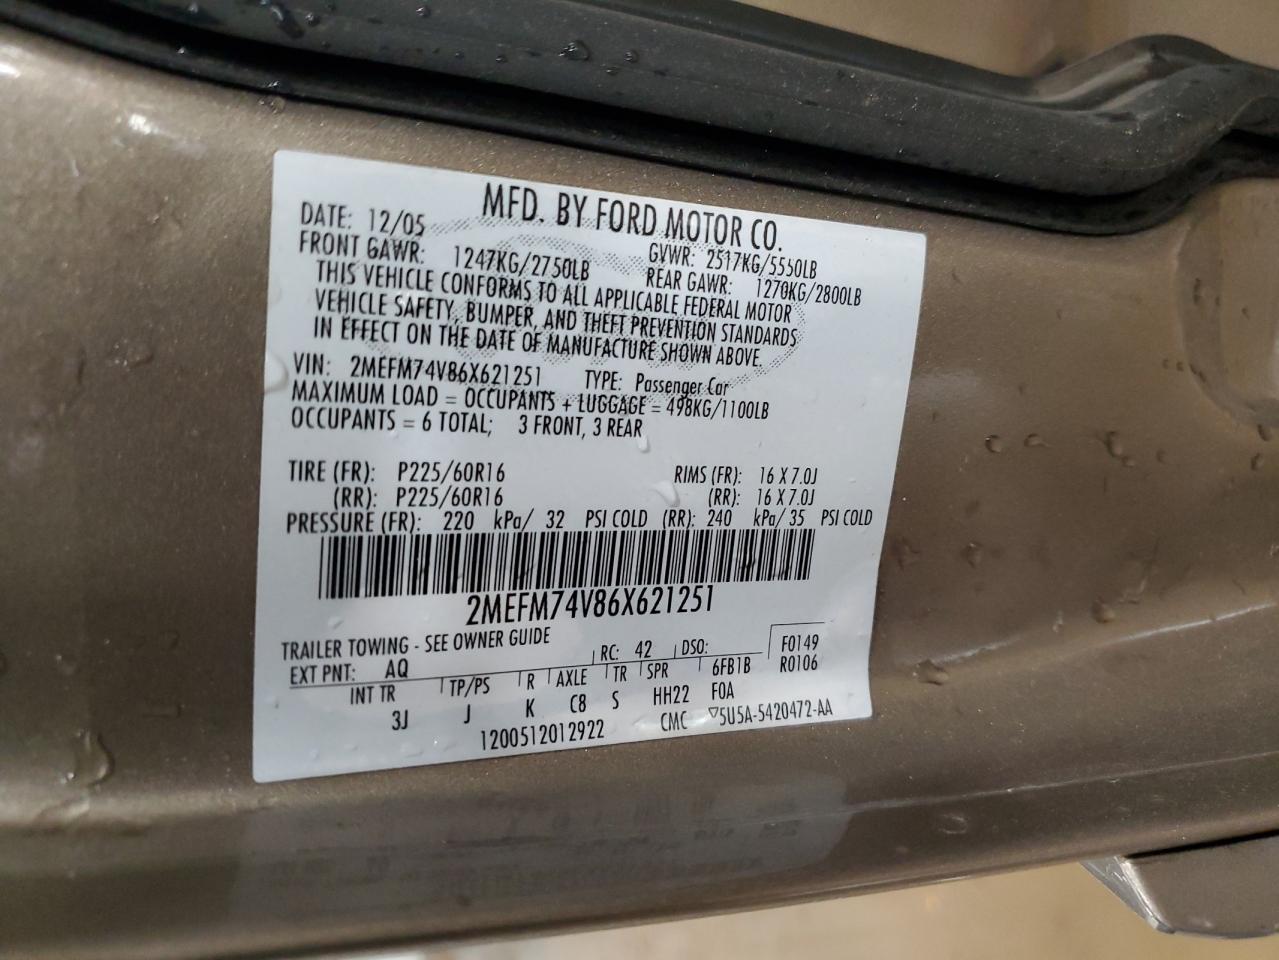 MFD. BY FORD MOTOR CO.
DATE: 12/05 GVWR: 2517KG/5550LB
FRONT GAWR: 1247KG/2750LB REAR GAWR: 1270KG/2800LB
THIS VEHICLE CONFORMS TO ALL APPLICABLE FEDERAL MOTOR
VEHICLE SAFETY, BUMPER, AND THEFT PREVENTION STANDARDS
IN EFFECT ON THE DATE OF MANUFACTURE SHOWN ABOVE.
VIN: 2MEFM74V86X621251 TYPE: Passenger Car
MAXIMUM LOAD = OCCUPANTS + LUGGAGE = 498KG/1100LB
OCCUPANTS = 6 TOTAL; 3 FRONT, 3 REAR
TIRE (FR): P225/60R16 RIMS (FR): 16 X 7.0J
(RR): P225/60R16 (RR): 16 X 7.0J
PRESSURE (FR): 220 kPa/ 32 PSI COLD (RR): 240 kPa/ 35 PSI COLD
2MEFM74V86X621251
TRAILER TOWING - SEE OWNER GUIDE
EXT PNT: AQ RC: 42 DSO: F0149
INT TR TP/PS R AXLE TR SPR 6FB1B R0106
3J J K C8 S HH22 F0A
1200512012922 CMC ▽5U5A-5420472-AA